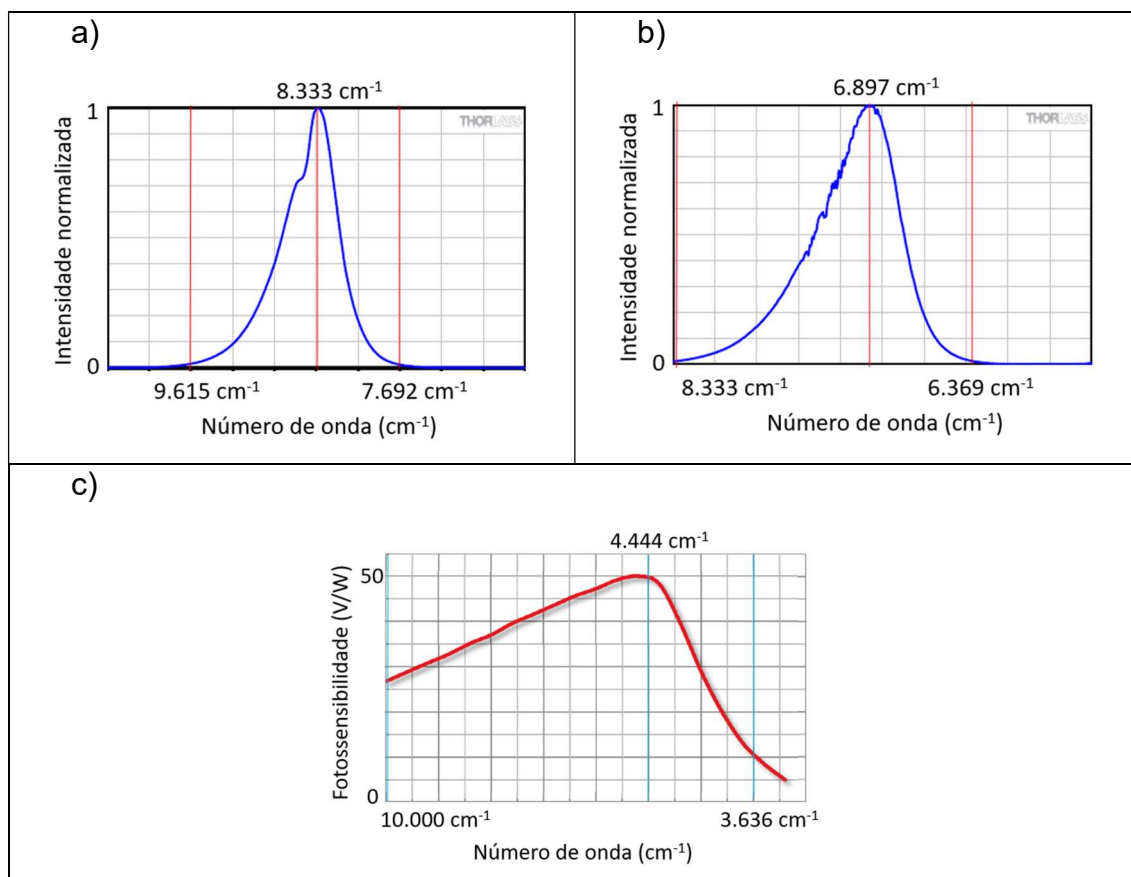 a)
8.333 cm⁻¹
1
THORLABS
Intensidade normalizada
0
9.615 cm⁻¹
7.692 cm⁻¹
Número de onda (cm⁻¹)
b)
6.897 cm⁻¹
1
THORLABS
Intensidade normalizada
0
8.333 cm⁻¹
6.369 cm⁻¹
Número de onda (cm⁻¹)
c)
4.444 cm⁻¹
50
Fotossensibilidade (V/W)
0
10.000 cm⁻¹
3.636 cm⁻¹
Número de onda (cm⁻¹)